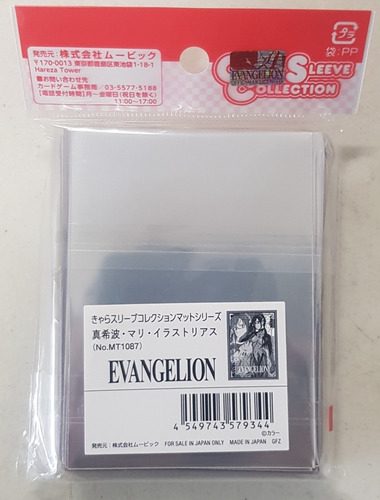 発売元:株式会社ムービック
〒170-0013 東京都豊島区東池袋1-18-1
Hareza Tower
■お問い合わせ先
カードゲーム事務局/03-5577-5188
【電話受付時間】月～金曜日(祝日を除く)
11:00～17:00
EVANGELION
SLEEVE
COLLECTION
プラ
袋:PP
きゃらスリーブコレクションマットシリーズ
真希波・マリ・イラストリアス
(No.MT1087)
EVANGELION
EVANGELION
4 549743 579344
©カラー
発売元:株式会社ムービック FOR SALE IN JAPAN ONLY MADE IN JAPAN GFZ